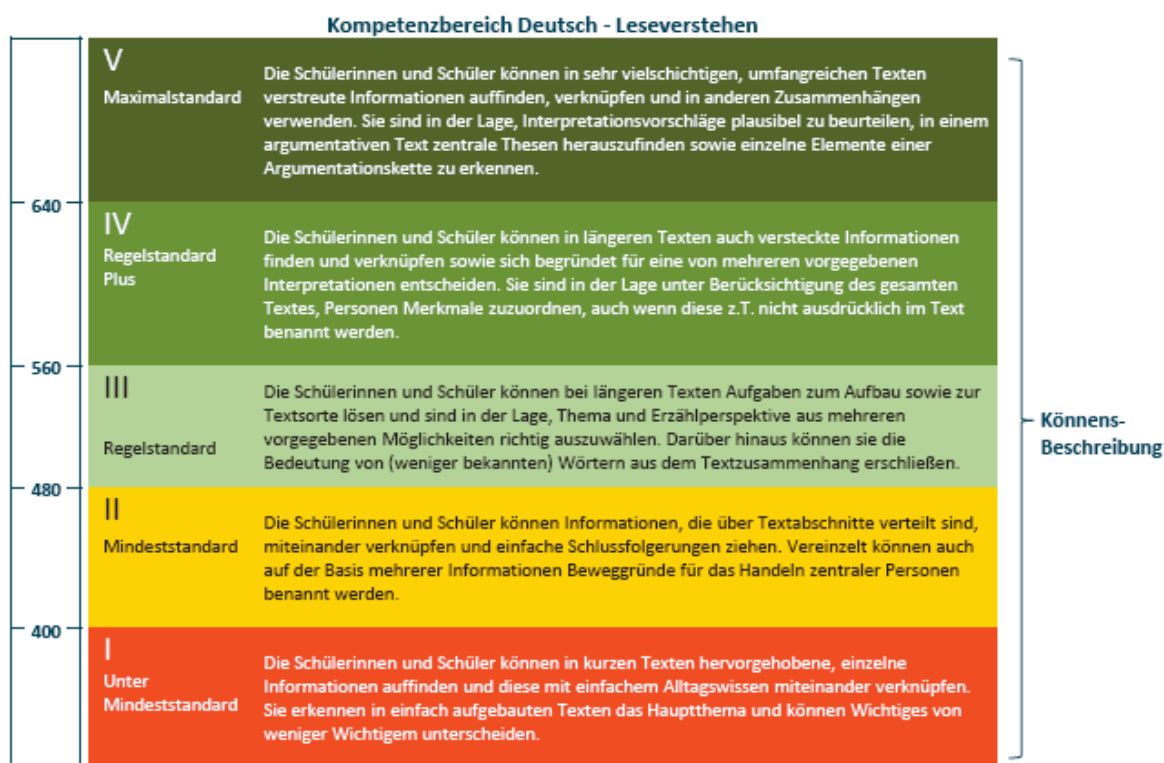 Kompetenzbereich Deutsch - Leseverstehen
V
Maximalstandard
Die Schülerinnen und Schüler können in sehr vielschichtigen, umfangreichen Texten
verstreute Informationen auffinden, verknüpfen und in anderen Zusammenhängen
verwenden. Sie sind in der Lage, Interpretationsvorschläge plausibel zu beurteilen, in einem
argumentativen Text zentrale Thesen herauszufinden sowie einzelne Elemente einer
Argumentationskette zu erkennen.
640
IV
Regelstandard
Plus
Die Schülerinnen und Schüler können in längeren Texten auch versteckte Informationen
finden und verknüpfen sowie sich begründet für eine von mehreren vorgegebenen
Interpretationen entscheiden. Sie sind in der Lage unter Berücksichtigung des gesamten
Textes, Personen Merkmale zuzuordnen, auch wenn diese z.T. nicht ausdrücklich im Text
benannt werden.
560
III
Regelstandard
Die Schülerinnen und Schüler können bei längeren Texten Aufgaben zum Aufbau sowie zur
Textsorte lösen und sind in der Lage, Thema und Erzählperspektive aus mehreren
vorgegebenen Möglichkeiten richtig auszuwählen. Darüber hinaus können sie die
Bedeutung von (weniger bekannten) Wörtern aus dem Textzusammenhang erschließen.
Könnens-
Beschreibung
480
II
Mindeststandard
Die Schülerinnen und Schüler können Informationen, die über Textabschnitte verteilt sind,
miteinander verknüpfen und einfache Schlussfolgerungen ziehen. Vereinzelt können auch
auf der Basis mehrerer Informationen Beweggründe für das Handeln zentraler Personen
benannt werden.
400
I
Unter
Mindeststandard
Die Schülerinnen und Schüler können in kurzen Texten hervorgehobene, einzelne
Informationen auffinden und diese mit einfachem Alltagswissen miteinander verknüpfen.
Sie erkennen in einfach aufgebauten Texten das Hauptthema und können Wichtiges von
weniger Wichtigem unterscheiden.